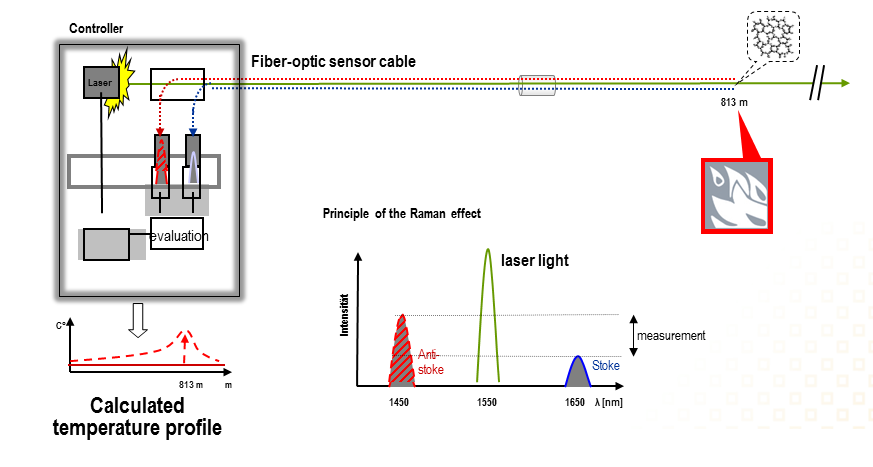 Controller
Fiber-optic sensor cable
Laser
813 m
evaluation
Principle of the Raman effect
laser light
Intensität
measurement
Anti-
stoke
Stoke
1450
1550
1650
λ [nm]
C°
813 m
m
Calculated
temperature profile